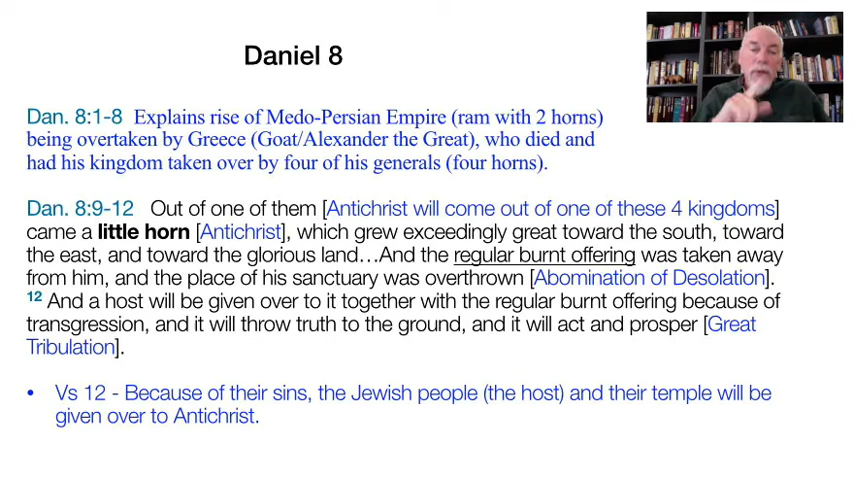 Daniel 8
Dan. 8:1-8 Explains rise of Medo-Persian Empire (ram with 2 horns)
being overtaken by Greece (Goat/Alexander the Great), who died and
had his kingdom taken over by four of his generals (four horns).
Dan. 8:9-12 Out of one of them [Antichrist will come out of one of these 4 kingdoms]
came a little horn [Antichrist], which grew exceedingly great toward the south, toward
the east, and toward the glorious land…And the regular burnt offering was taken away
from him, and the place of his sanctuary was overthrown [Abomination of Desolation].
12 And a host will be given over to it together with the regular burnt offering because of
transgression, and it will throw truth to the ground, and it will act and prosper [Great
Tribulation].
• Vs 12 - Because of their sins, the Jewish people (the host) and their temple will be
given over to Antichrist.